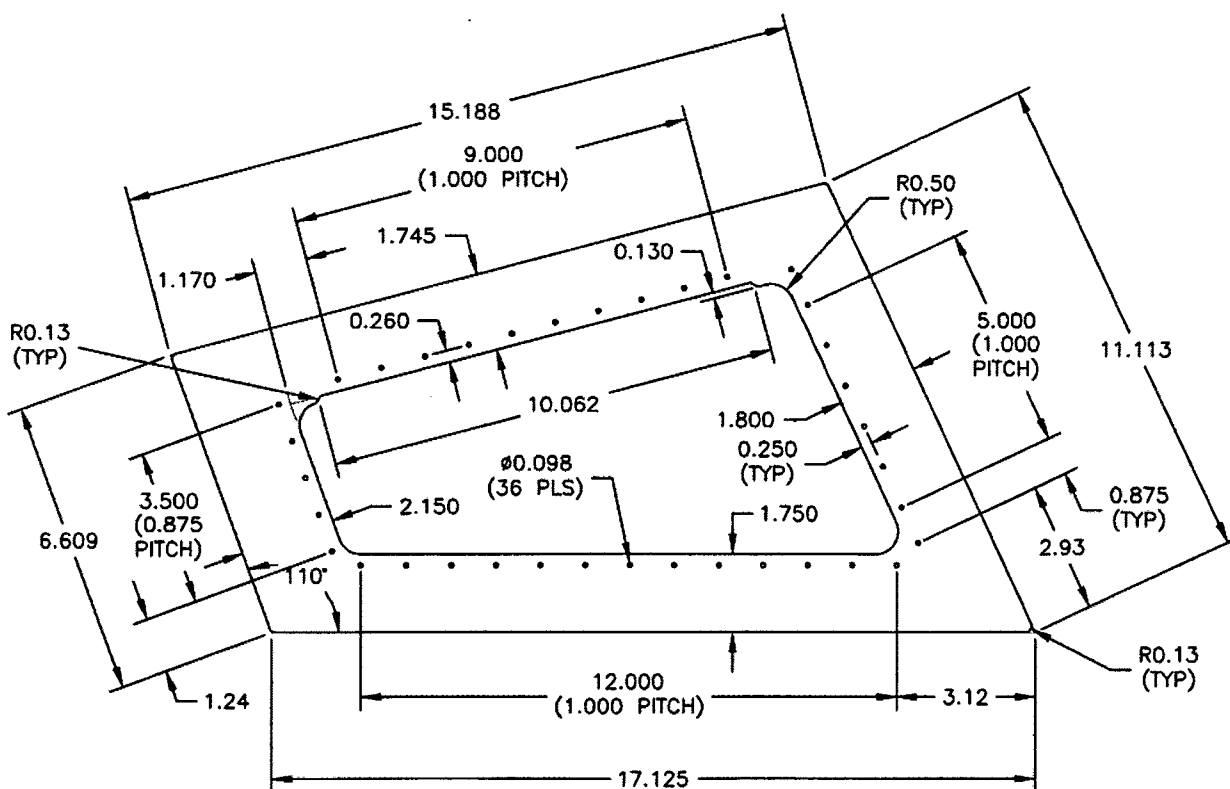 15.188
9.000
(1.000 PITCH)
R0.50
(TYP)
1.745
1.170
0.130
R0.13
(TYP)
0.260
5.000
(1.000
PITCH)
11.113
10.062
1.800
0.250
(TYP)
ø0.098
(36 PLS)
3.500
(0.875
PITCH)
2.150
1.750
0.875
(TYP)
6.609
2.93
110°
R0.13
(TYP)
1.24
12.000
(1.000 PITCH)
3.12
17.125